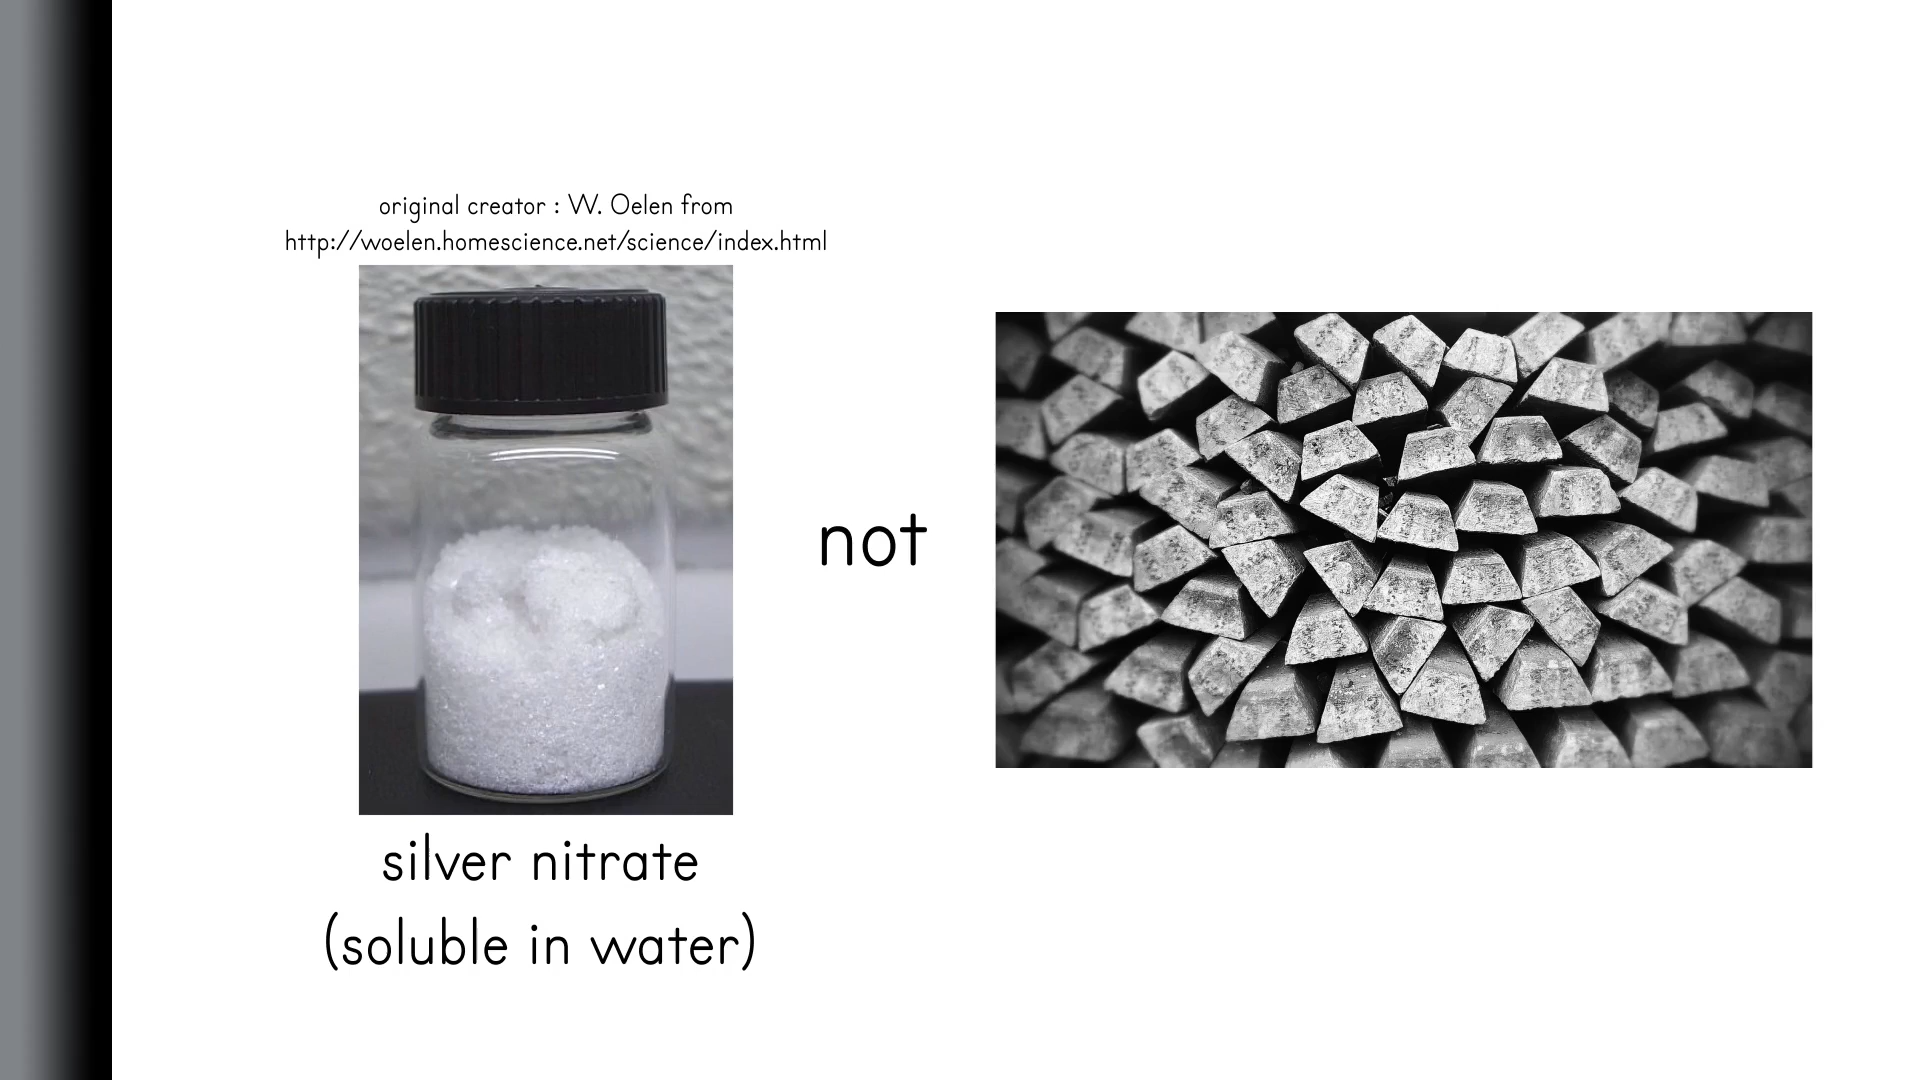 original creator : W. Oelen from
http://woelen.homescience.net/science/index.html
not
silver nitrate
(soluble in water)